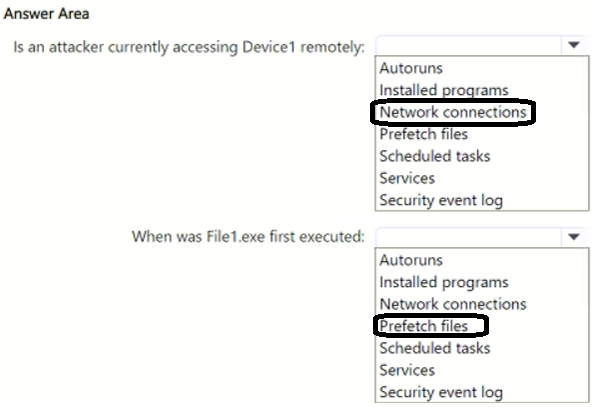 Answer Area
Is an attacker currently accessing Device1 remotely:
Autoruns
Installed programs
Network connections
Prefetch files
Scheduled tasks
Services
Security event log
When was File1.exe first executed:
Autoruns
Installed programs
Network connections
Prefetch files
Scheduled tasks
Services
Security event log